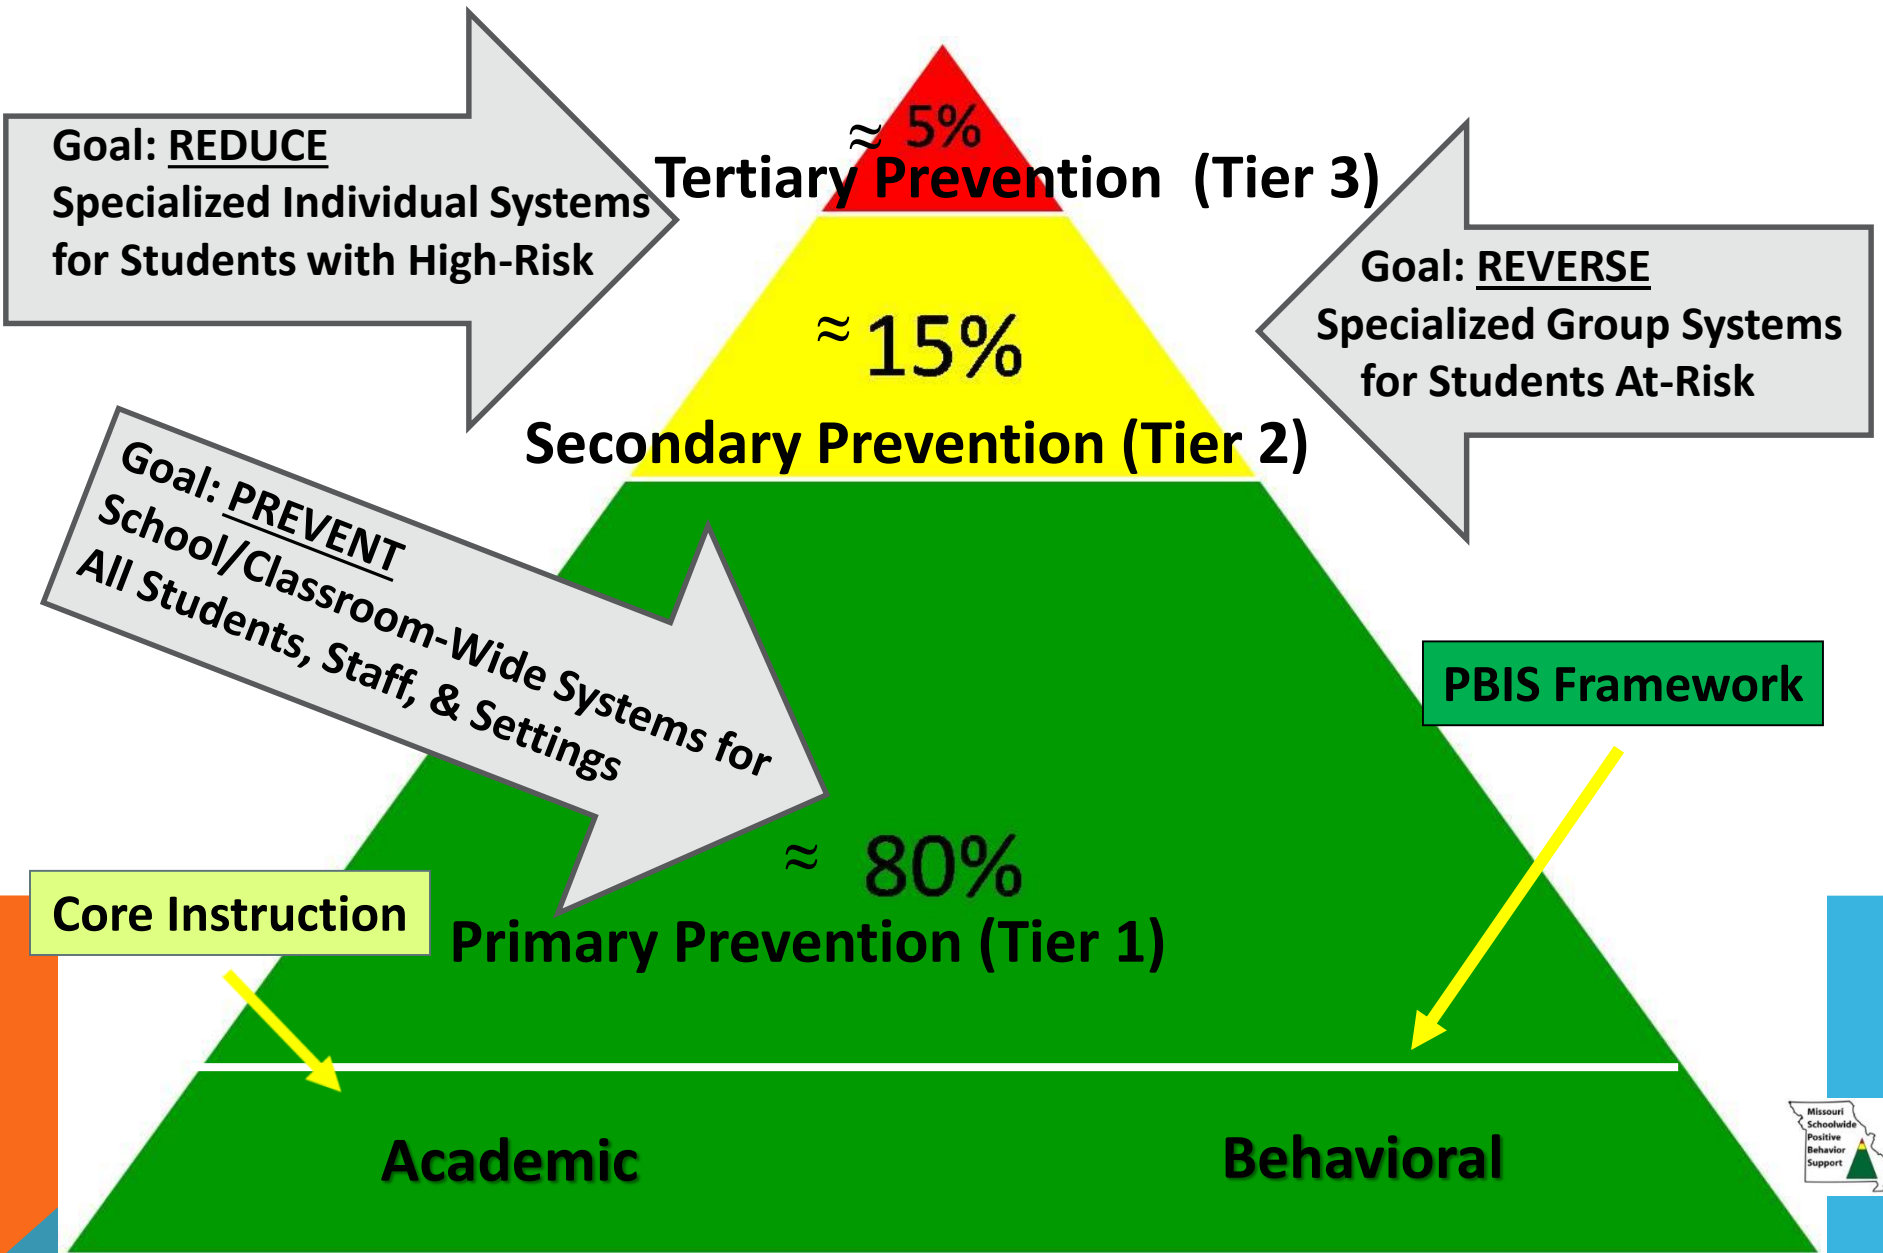 ≈ 5%
Goal: REDUCE
Specialized Individual Systems
for Students with High-Risk
Tertiary Prevention (Tier 3)
Goal: REVERSE
Specialized Group Systems
for Students At-Risk
≈ 15%
Secondary Prevention (Tier 2)
Goal: PREVENT
School/Classroom-Wide Systems for
All Students, Staff, & Settings
PBIS Framework
≈ 80%
Core Instruction
Primary Prevention (Tier 1)
Academic
Behavioral
Missouri
Schoolwide
Positive
Behavior
Support